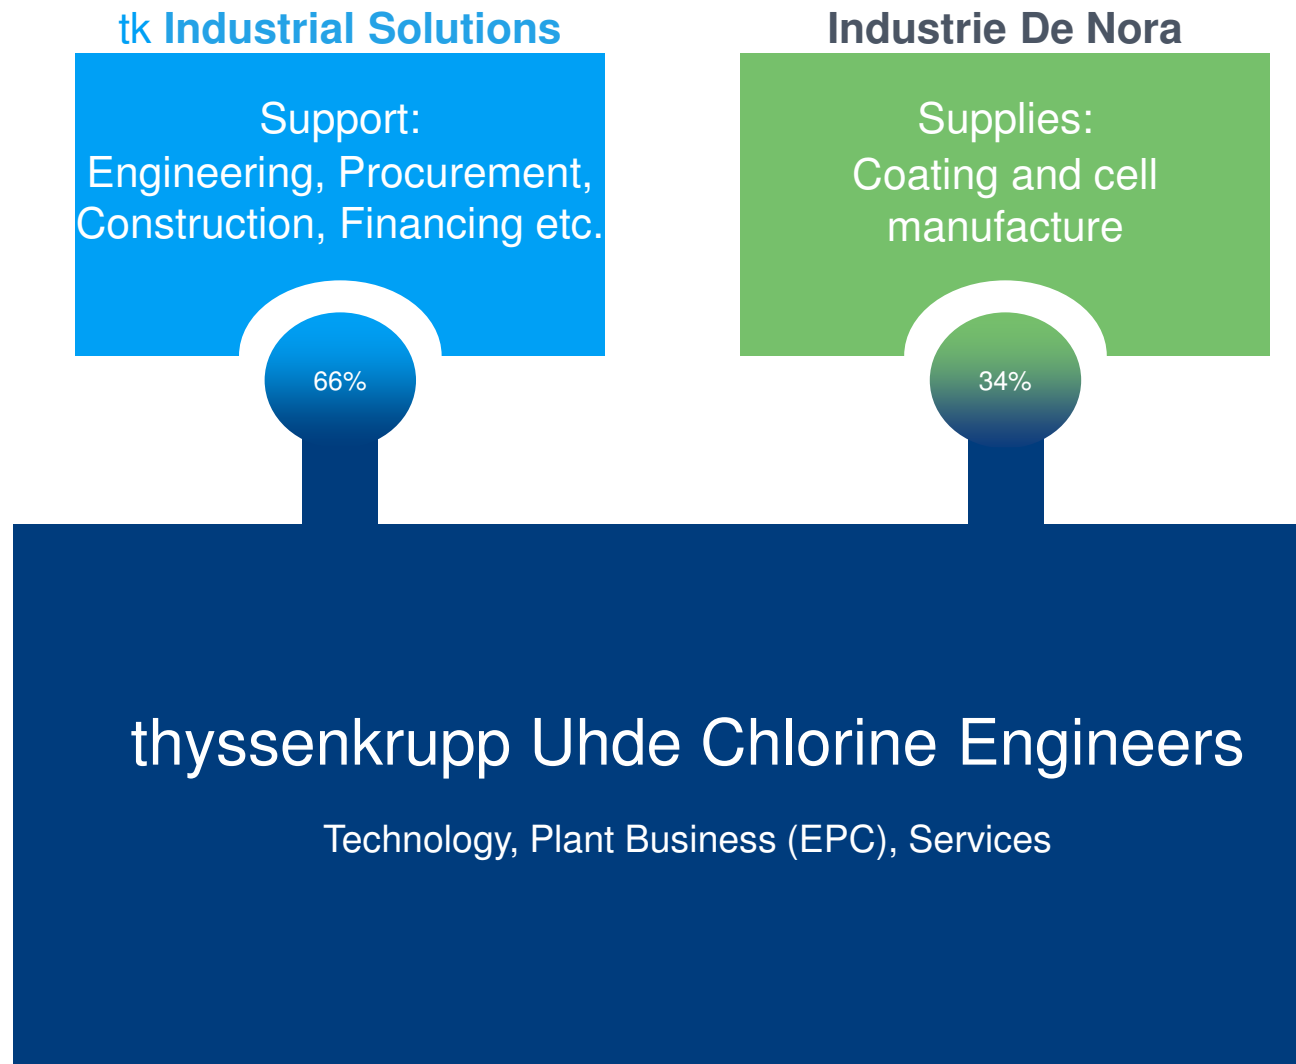 tk Industrial Solutions
Support:
Engineering, Procurement,
Construction, Financing etc.
66%
Industrie De Nora
Supplies:
Coating and cell
manufacture
34%
thyssenkrupp Uhde Chlorine Engineers
Technology, Plant Business (EPC), Services